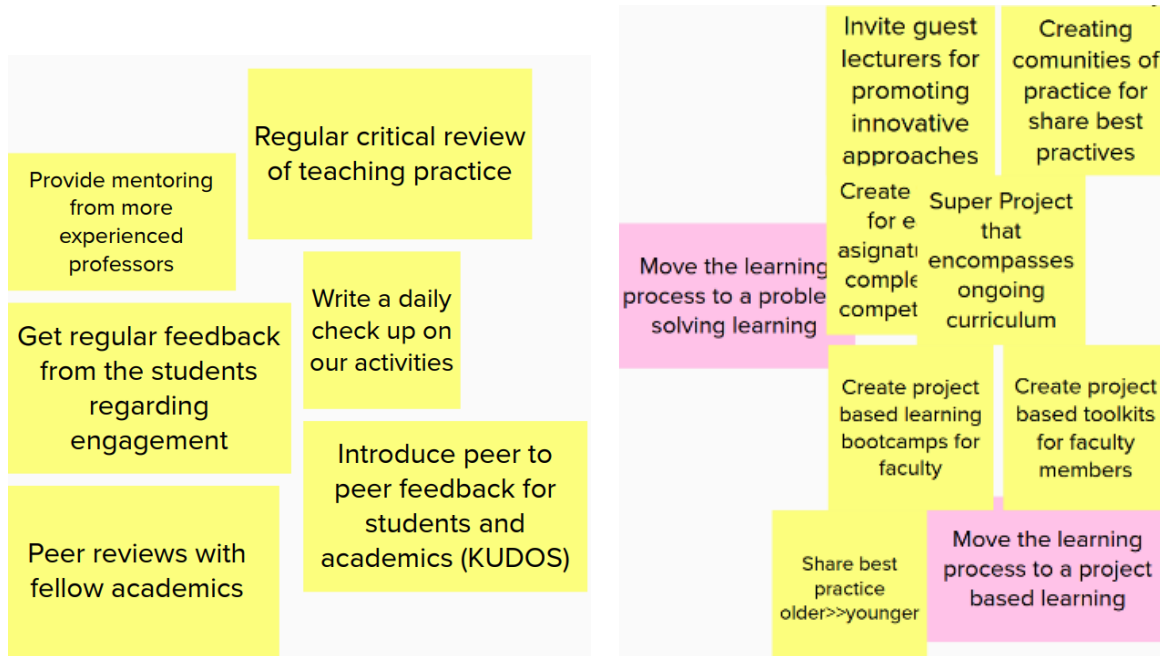 Regular critical review
of teaching practice
Provide mentoring
from more
experienced
professors
Write a daily
check up on
our activities
Get regular feedback
from the students
regarding
engagement
Introduce peer to
peer feedback for
students and
academics (KUDOS)
Peer reviews with
fellow academics
Invite guest
lecturers for
promoting
innovative
approaches
Creating
comunities of
practice for
share best
practives
Create
for
Super Project
that
encompasses
ongoing
curriculum
Move the learning
process to a
solving learning
Create project
based learning
bootcamps for
faculty
Create project
based toolkits
for faculty
members
Share best
practice
older>>younger
Move the learning
process to a project
based learning